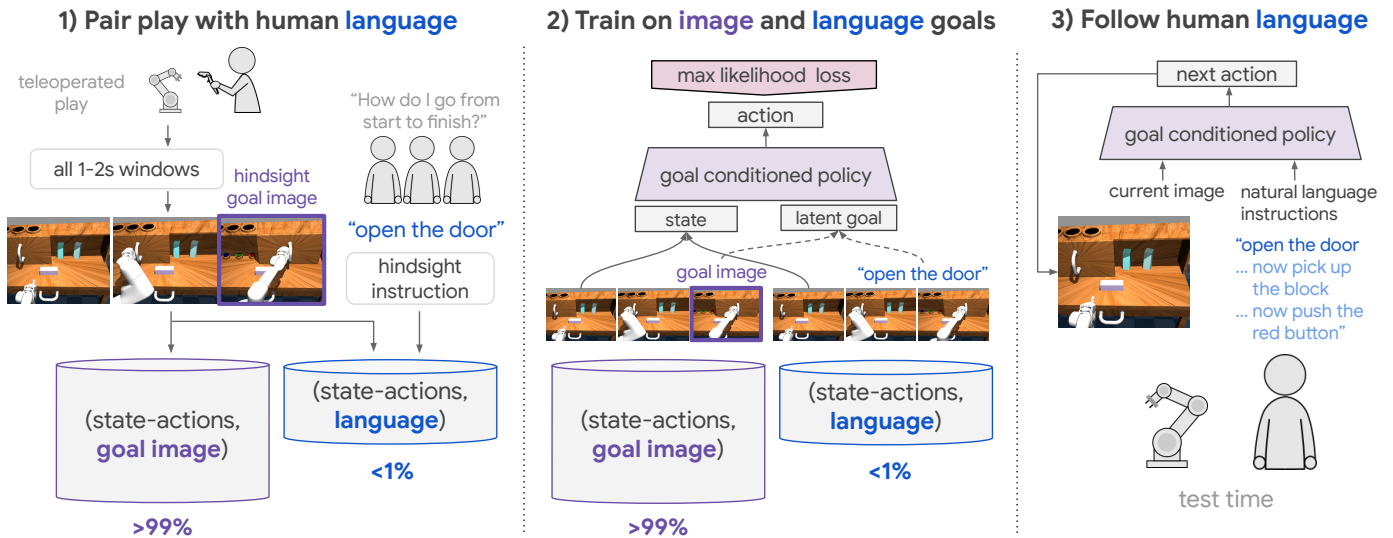 1) Pair play with human language
teleoperated
play
“How do I go from
start to finish?”
all 1-2s windows
hindsight
goal image
“open the door”
hindsight
instruction
(state-actions,
goal image)
>99%
(state-actions,
language)
<1%
2) Train on image and language goals
max likelihood loss
action
goal conditioned policy
state
latent goal
goal image
“open the door”
(state-actions,
goal image)
>99%
(state-actions,
language)
<1%
3) Follow human language
next action
goal conditioned policy
current image
natural language
instructions
“open the door
... now pick up
the block
... now push the
red button”
test time